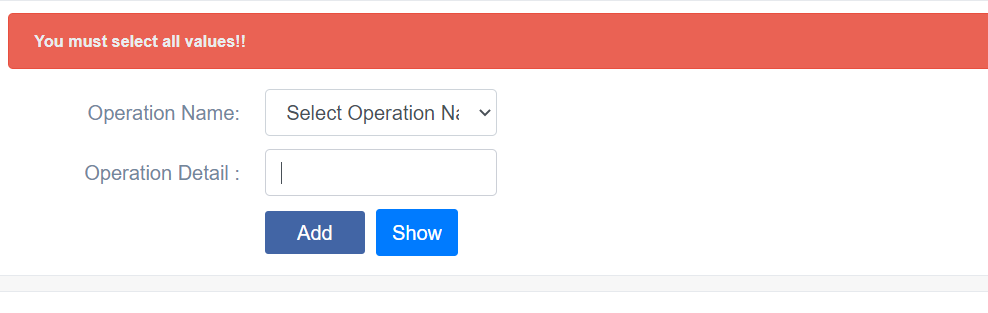 You must select all values!!
Operation Name:
Select Operation Na
Operation Detail :
Add
Show